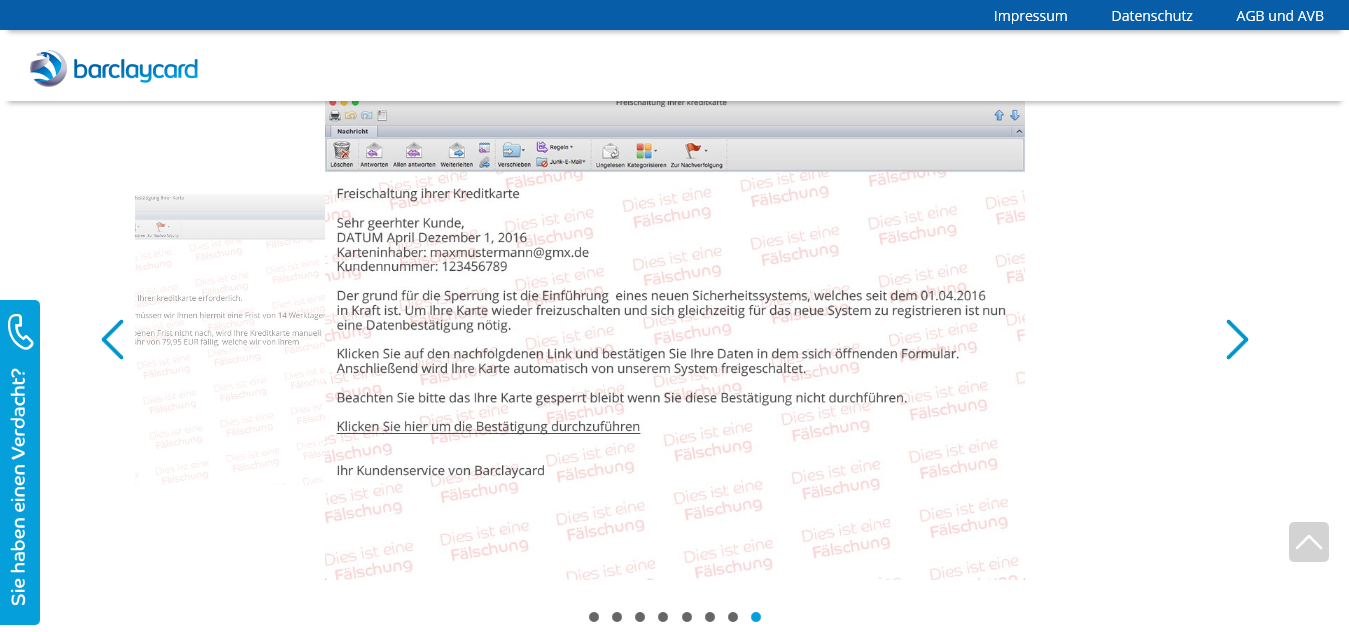 Impressum Datenschutz AGB und AVB
barclaycard
Freischaltung Ihrer Kreditkarte
Nachricht
Löschen Antworten Allen antworten Weiterleiten Verschieben Regeln Junk-E-Mail Ungelesen Kategorisieren Zur Nachverfolgung
Freischaltung ihrer Kreditkarte
Sehr geerhter Kunde,
DATUM April Dezember 1, 2016
Karteninhaber: maxmustermann@gmx.de
Kundennummer: 123456789
Der grund für die Sperrung ist die Einführung eines neuen Sicherheitssystems, welches seit dem 01.04.2016
in Kraft ist. Um Ihre Karte wieder freizuschalten und sich gleichzeitig für das neue System zu registrieren ist nun
eine Datenbestätigung nötig.
Klicken Sie auf den nachfolgdenen Link und bestätigen Sie Ihre Daten in dem ssich öffnenden Formular.
Anschließend wird Ihre Karte automatisch von unserem System freigeschaltet.
Beachten Sie bitte das Ihre Karte gesperrt bleibt wenn Sie diese Bestätigung nicht durchführen.
Klicken Sie hier um die Bestätigung durchzuführen
Ihr Kundenservice von Barclaycard
Dies ist eine
Fälschung
Ihrer kreditkarte erforderlich.
müssen wir Ihnen hiermit eine Frist von 14 Werktagen
enen Frist nicht nach, wird Ihre Kreditkarte manuell
hr von 79,95 EUR fällig, welche wir von ihrem
Sie haben einen Verdacht?